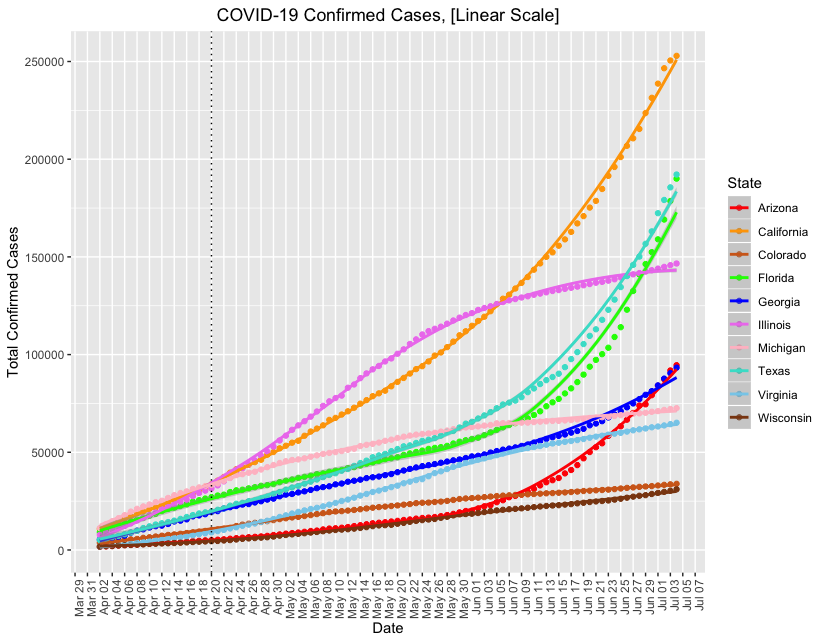 COVID-19 Confirmed Cases, [Linear Scale]
Total Confirmed Cases
250000
200000
150000
100000
50000
0
Mar 29
Mar 31
Apr 02
Apr 04
Apr 06
Apr 08
Apr 10
Apr 12
Apr 14
Apr 16
Apr 18
Apr 20
Apr 22
Apr 24
Apr 26
Apr 28
Apr 30
May 02
May 04
May 06
May 08
May 10
May 12
May 14
May 16
May 18
May 20
May 22
May 24
May 26
May 28
May 30
Jun 01
Jun 03
Jun 05
Jun 07
Jun 09
Jun 11
Jun 13
Jun 15
Jun 17
Jun 19
Jun 21
Jun 23
Jun 25
Jun 27
Jun 29
Jul 01
Jul 03
Jul 05
Jul 07
Date
State
Arizona
California
Colorado
Florida
Georgia
Illinois
Michigan
Texas
Virginia
Wisconsin